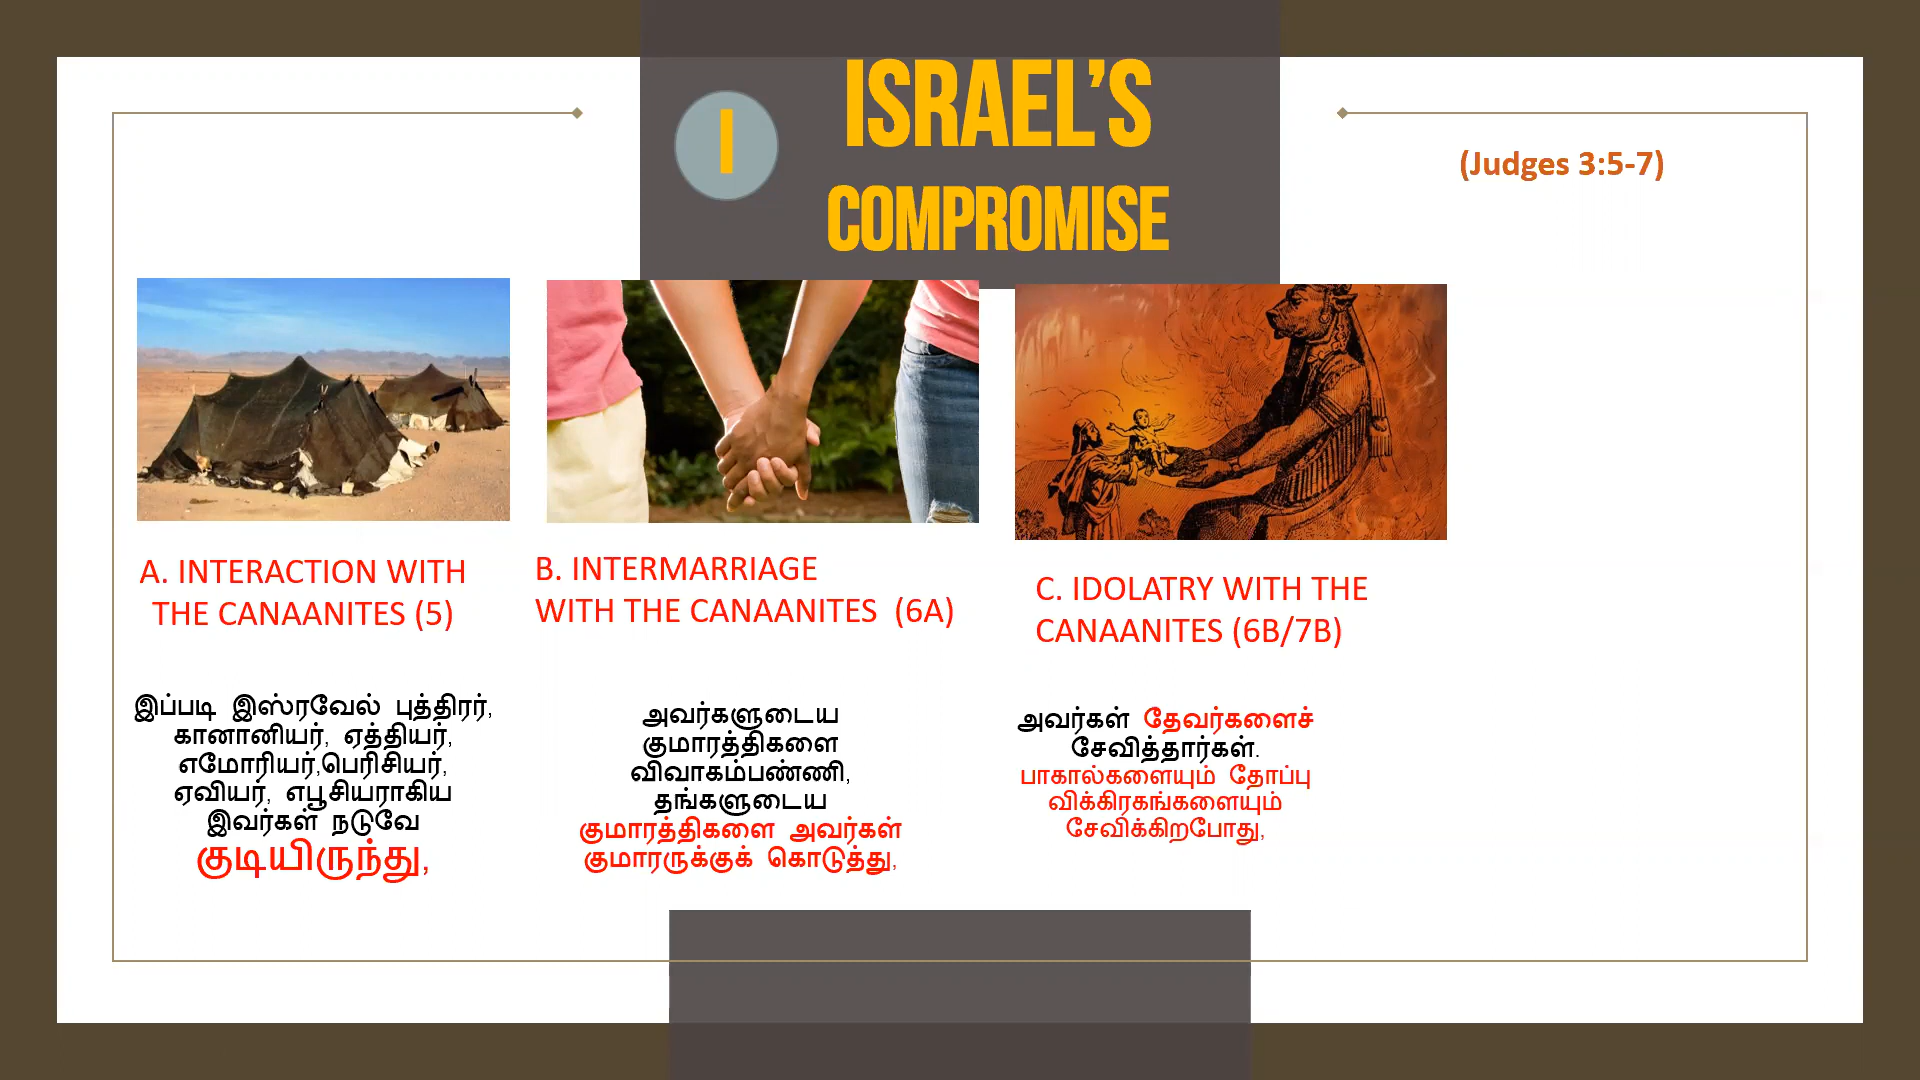 I
ISRAEL’S
COMPROMISE
(Judges 3:5-7)
A. INTERACTION WITH
THE CANAANITES (5)
இப்படி இஸ்ரவேல் புத்திரர்,
கானானியர், ஏத்தியர்,
எமோரியர்,பெரிசியர்,
ஏவியர், எபூசியராகிய
இவர்கள் நடுவே
குடியிருந்து,
B. INTERMARRIAGE
WITH THE CANAANITES (6A)
அவர்களுடைய
குமாரத்திகளை
விவாகம்பண்ணி,
தங்களுடைய
குமாரத்திகளை அவர்கள்
குமாரருக்குக் கொடுத்து,
C. IDOLATRY WITH THE
CANAANITES (6B/7B)
அவர்கள் தேவர்களைச்
சேவித்தார்கள்.
பாகால்களையும் தோப்பு
விக்கிரகங்களையும்
சேவிக்கிறபோது,